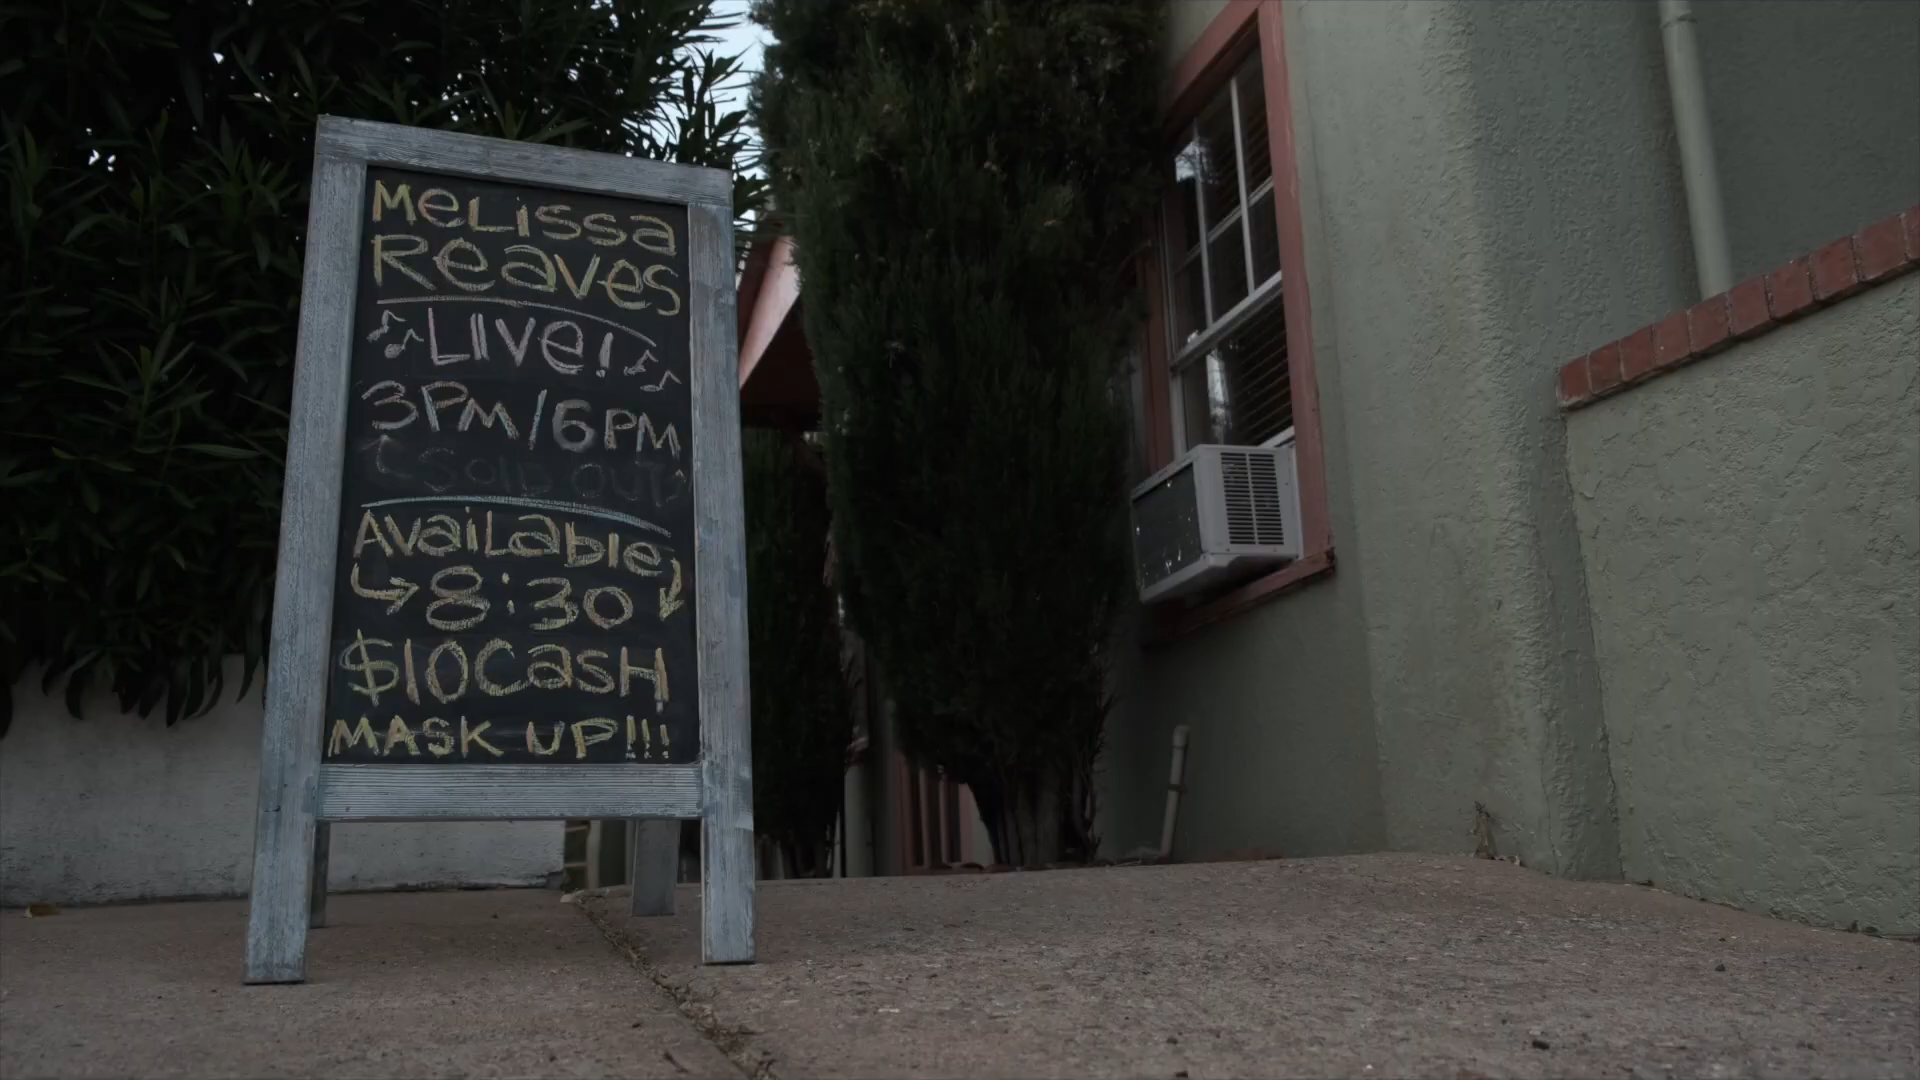 MeLissa
Reaves
LIVe!
3PM/6PM
SOLD OUT
AvaiLable
8:30
$10 CasH
MASK UP!!!